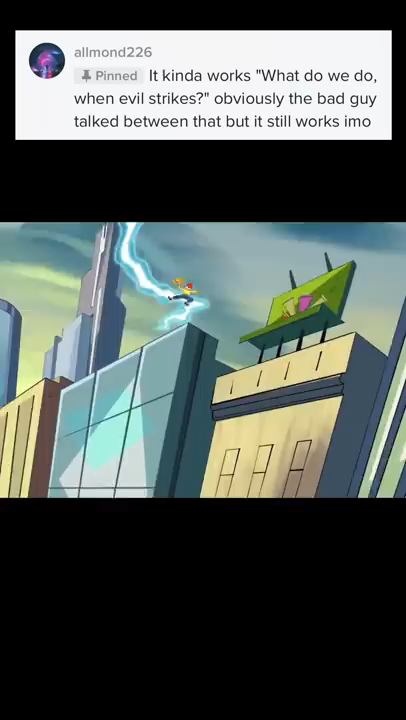 allmond226
Pinned It kinda works "What do we do,
when evil strikes?" obviously the bad guy
talked between that but it still works imo